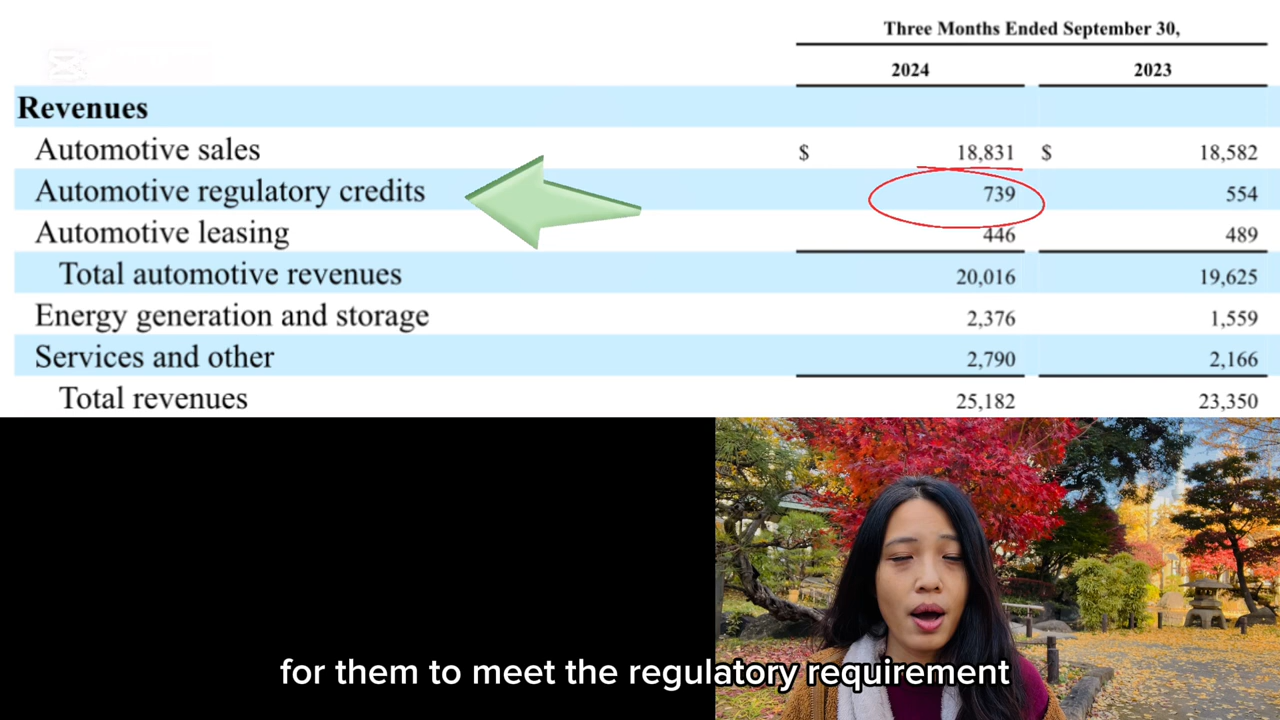 Three Months Ended September 30,
2024 2023
Revenues
Automotive sales $ 18,831 $ 18,582
Automotive regulatory credits 739 554
Automotive leasing 446 489
Total automotive revenues 20,016 19,625
Energy generation and storage 2,376 1,559
Services and other 2,790 2,166
Total revenues 25,182 23,350
for them to meet the regulatory requirement